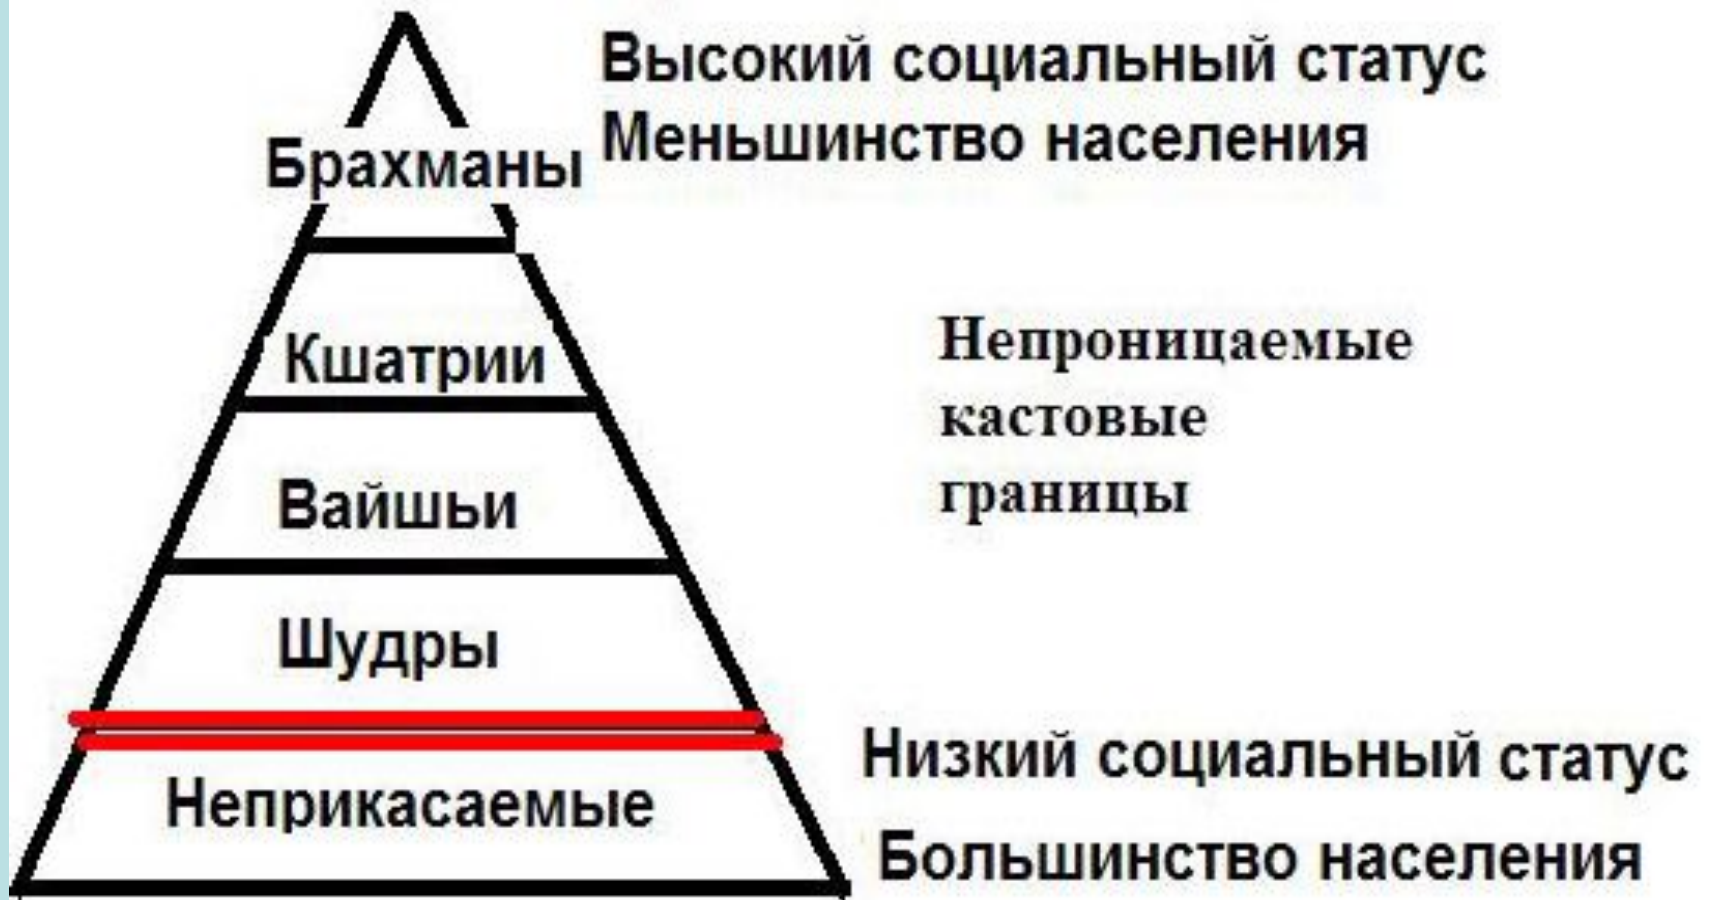 Высокий социальный статус
Меньшинство населения
Брахманы
Кшатрии
Непроницаемые
кастовые
границы
Вайшьи
Шудры
Низкий социальный статус
Неприкасаемые
Большинство населения